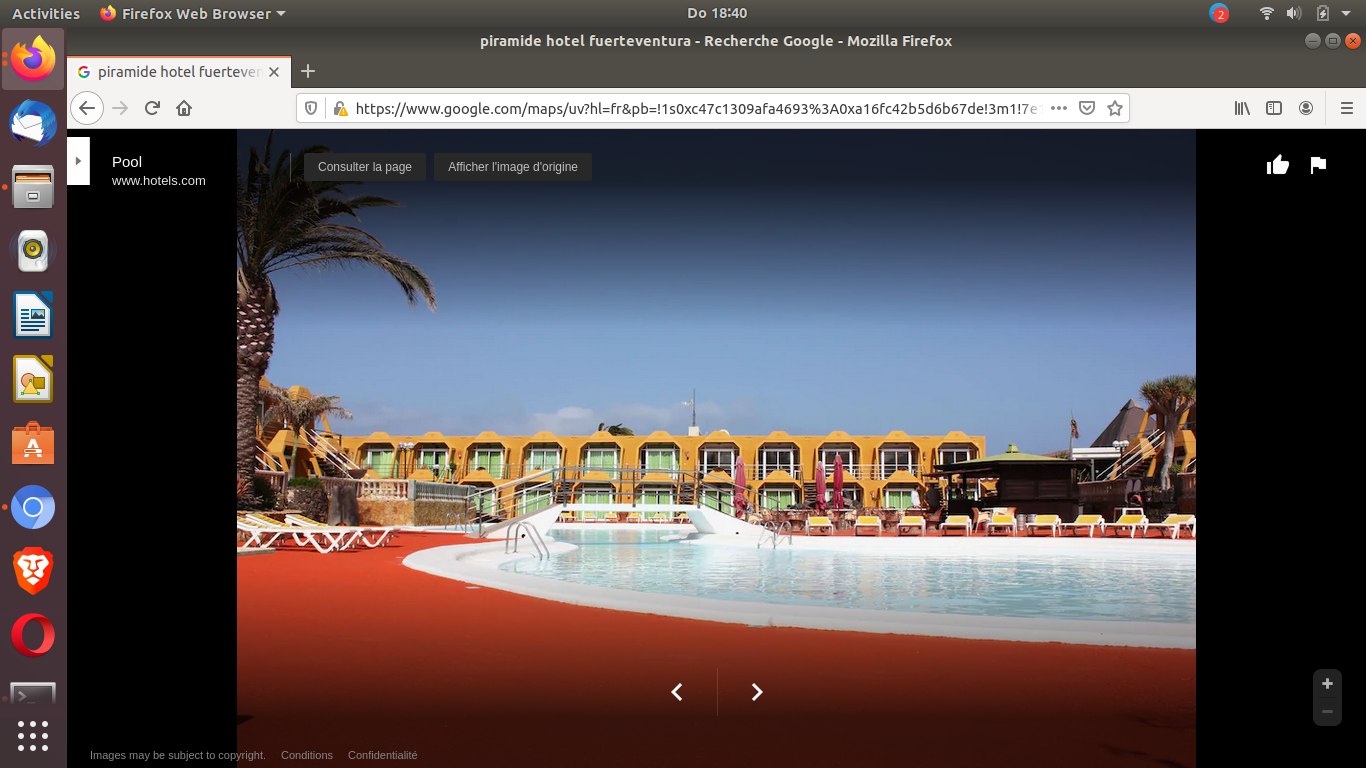 Activities
Firefox Web Browser
Do 18:40
2
piramide hotel fuerteventura - Recherche Google - Mozilla Firefox
piramide hotel fuerteven
https://www.google.com/maps/uv?hl=fr&pb=!1s0xc47c1309afa4693%3A0xa16fc42b5d6b67de!3m1!7e
Pool
www.hotels.com
Consulter la page
Afficher l'image d'origine
Images may be subject to copyright.
Conditions
Confidentialité